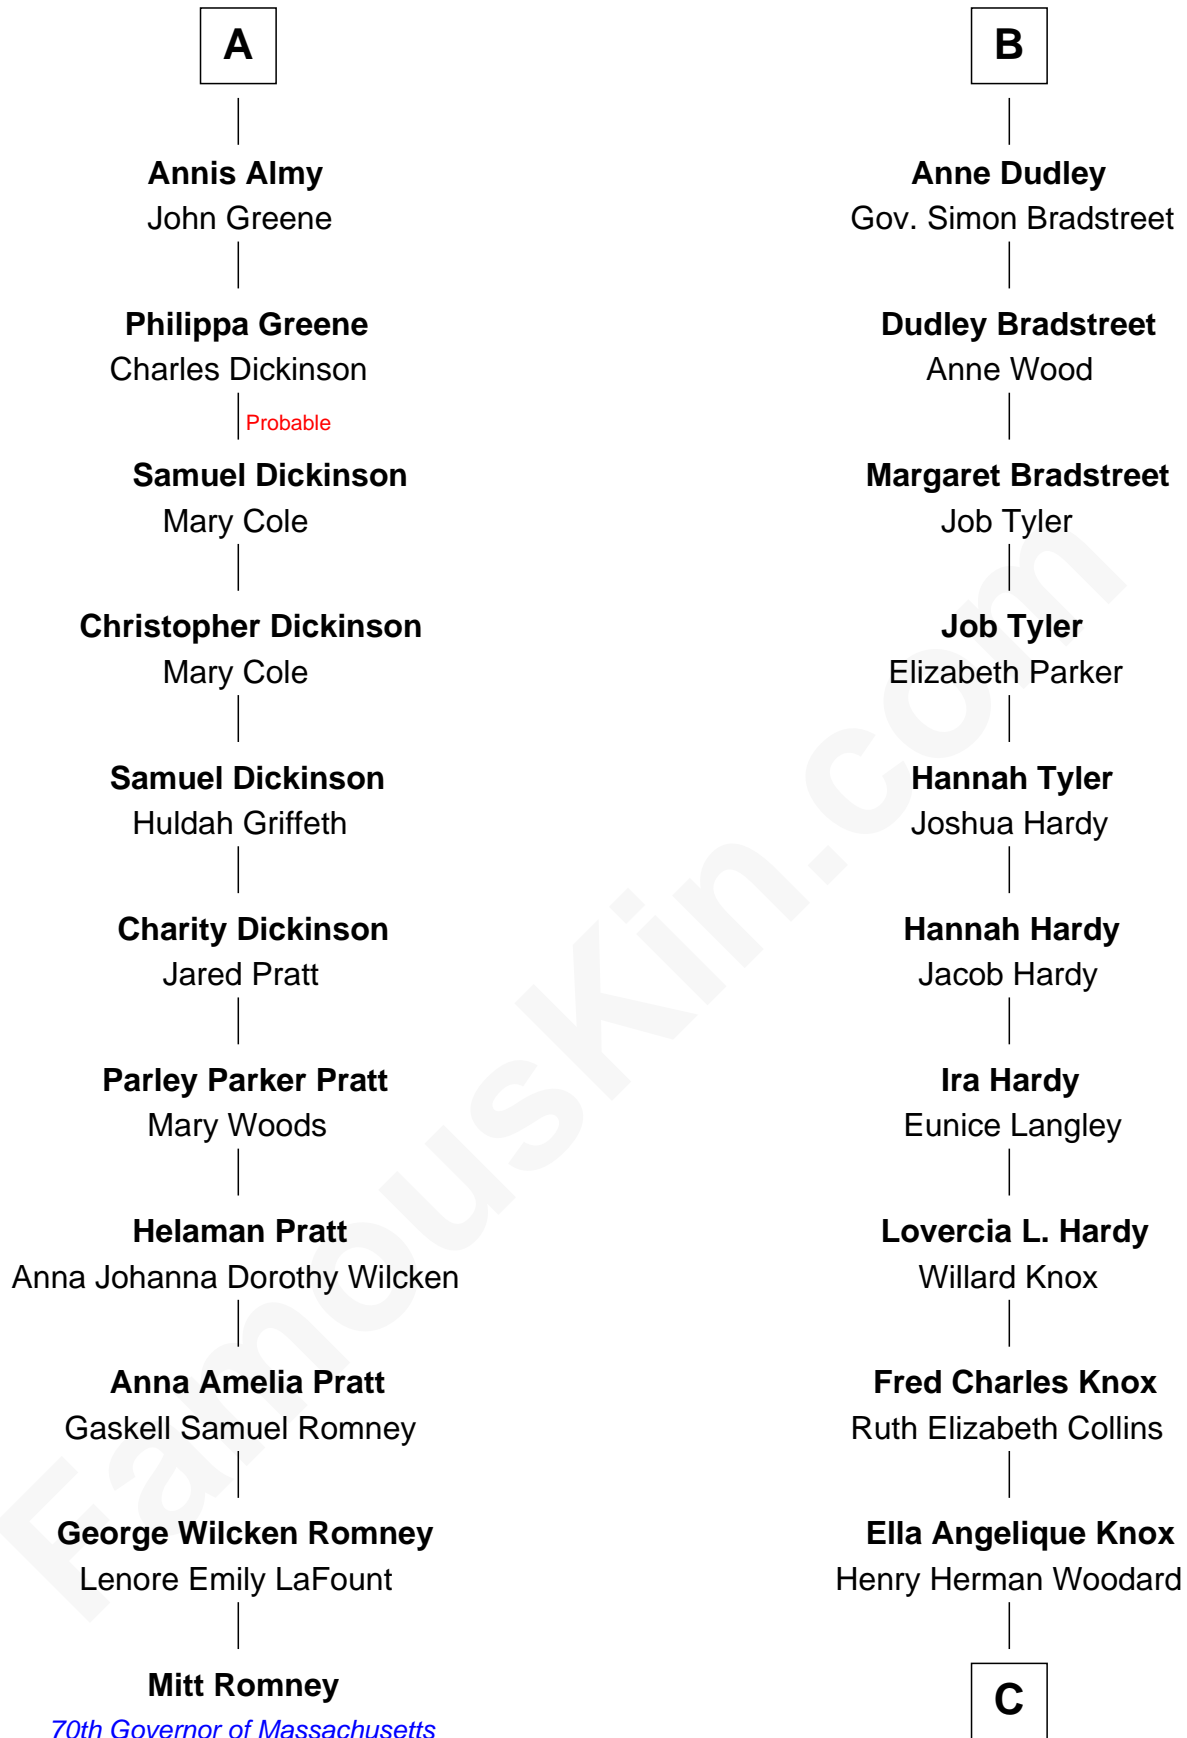 A
Annis Almy
John Greene
Philippa Greene
Charles Dickinson
Probable
Samuel Dickinson
Mary Cole
Christopher Dickinson
Mary Cole
Samuel Dickinson
Huldah Griffeth
Charity Dickinson
Jared Pratt
Parley Parker Pratt
Mary Woods
Helaman Pratt
Anna Johanna Dorothy Wilcken
Anna Amelia Pratt
Gaskell Samuel Romney
George Wilcken Romney
Lenore Emily LaFount
Mitt Romney
70th Governor of Massachusetts
B
Anne Dudley
Gov. Simon Bradstreet
Dudley Bradstreet
Anne Wood
Margaret Bradstreet
Job Tyler
Job Tyler
Elizabeth Parker
Hannah Tyler
Joshua Hardy
Hannah Hardy
Jacob Hardy
Ira Hardy
Eunice Langley
Lovercia L. Hardy
Willard Knox
Fred Charles Knox
Ruth Elizabeth Collins
Ella Angelique Knox
Henry Herman Woodard
C
FamousKin.com